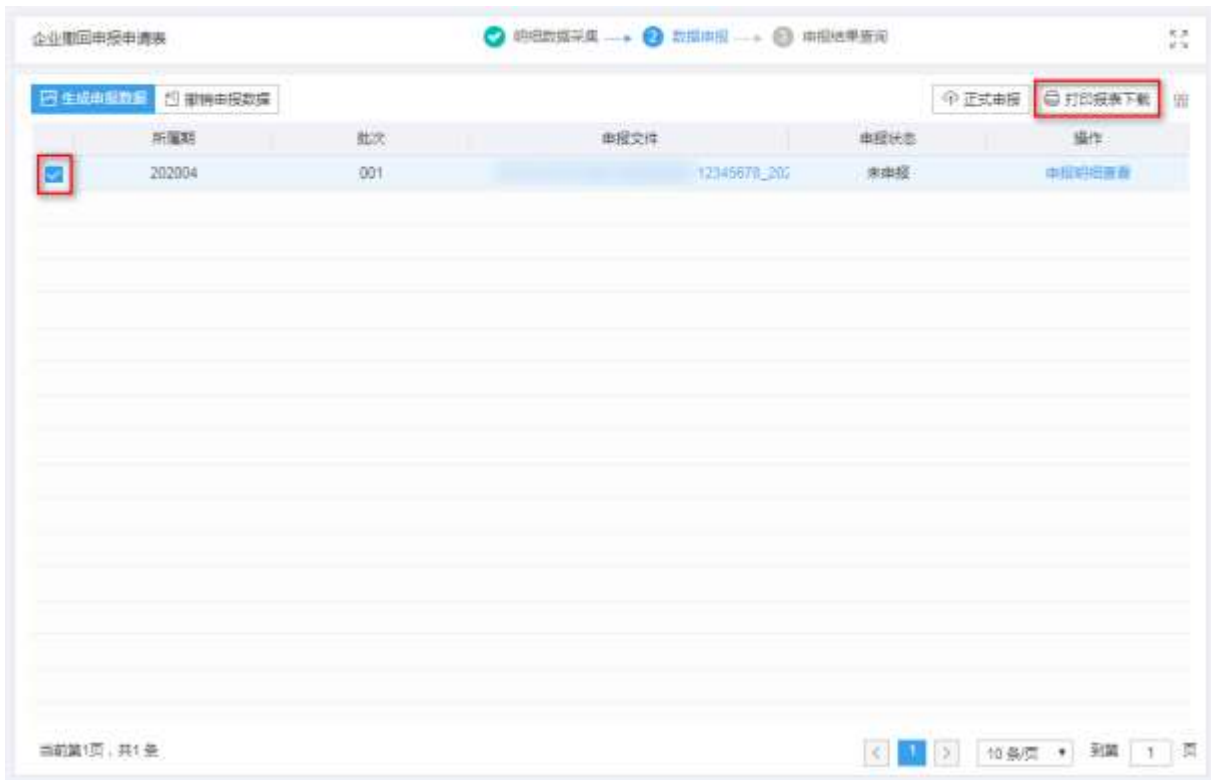 企业撤回申报申请表
明细数据采集 2 数据申报 3 申报结果查询
生成申报数据 撤销申报数据 正式申报 打印报表下载
所属期 批次 申报文件 申报状态 操作
202004 001 12345678_202 未申报 申报明细查看
当前第1页,共1 条 < 1 > 10 条/页 到第 1 页